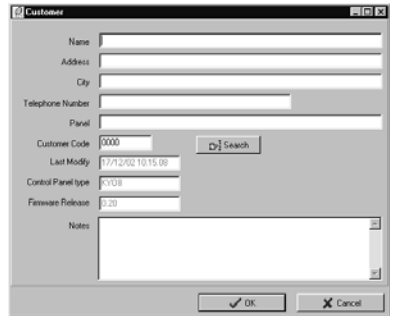 Customer
Name
Address
City
Telephone Number
Panel
Customer Code 0000 Search
Last Modify 17/12/02 10.15.08
Control Panel type KYO8
Firmware Release 0.20
Notes
OK Cancel